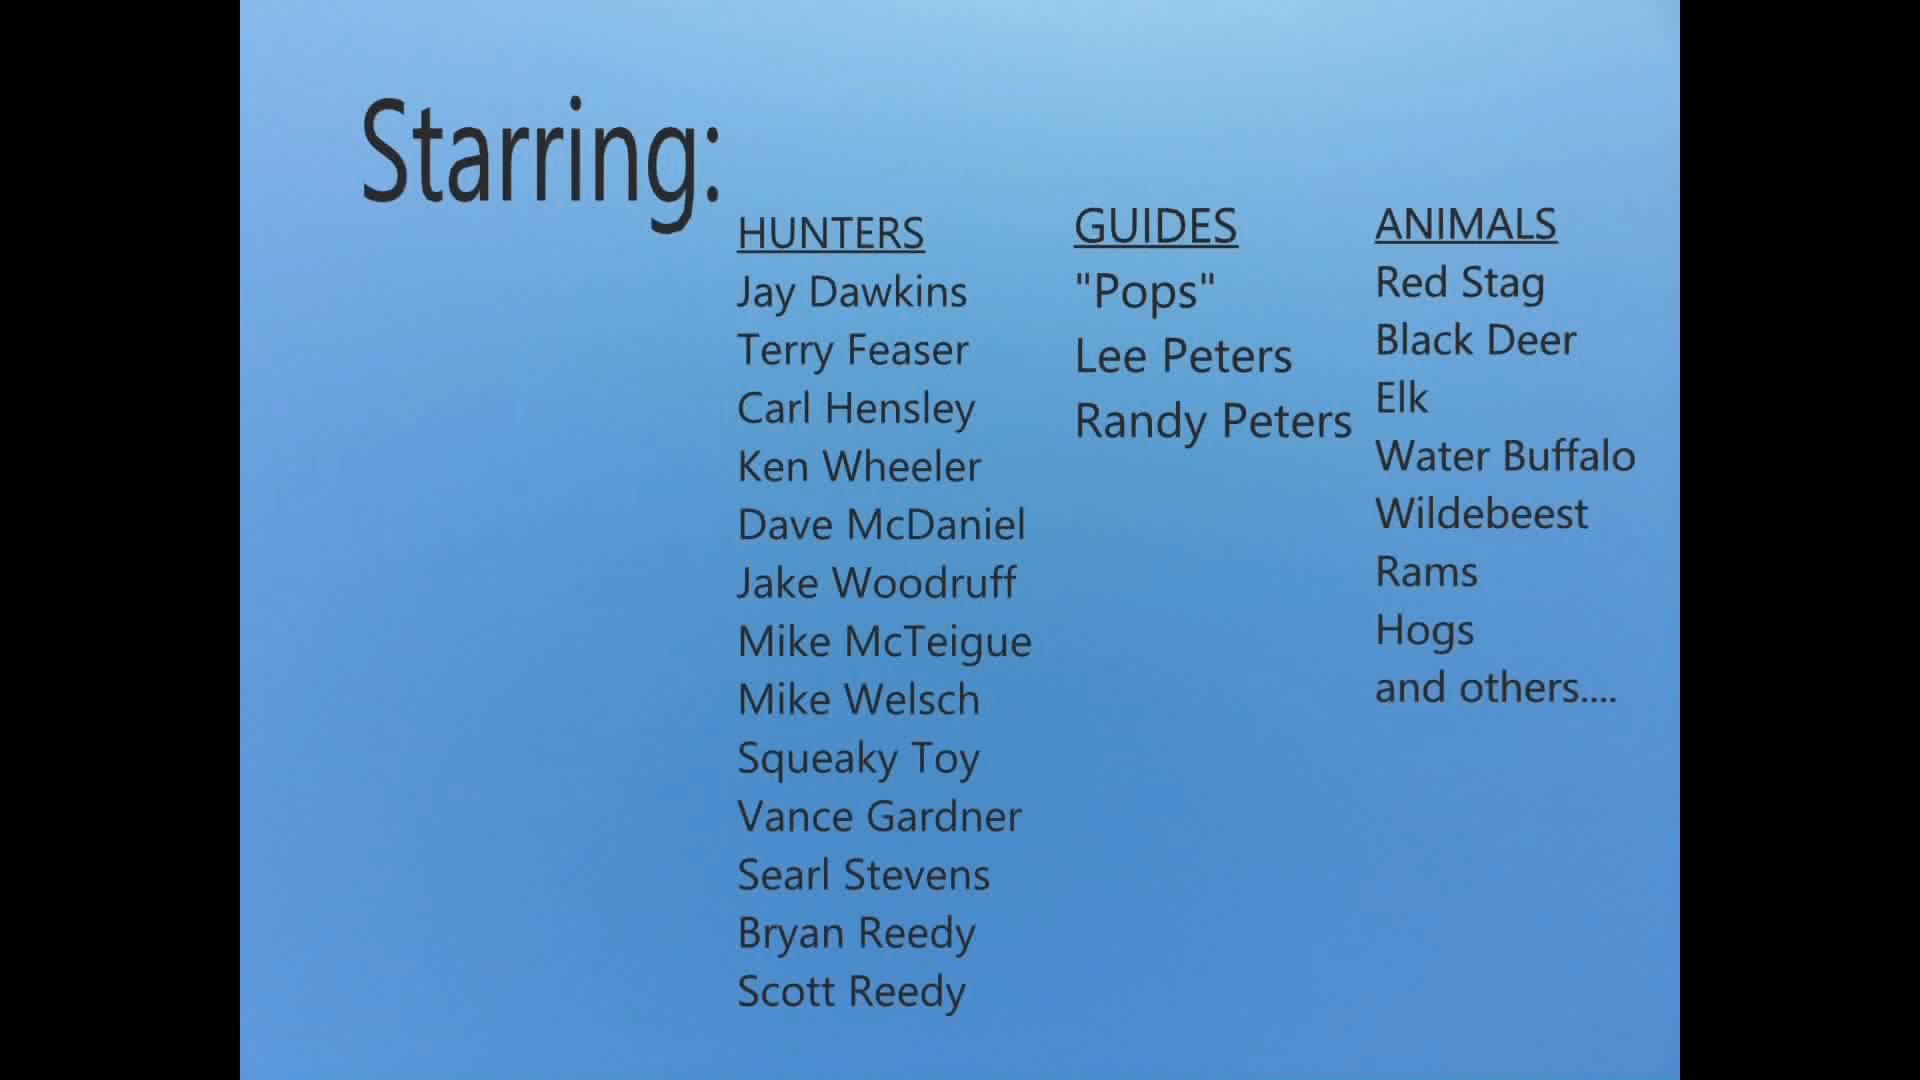 Starring:
HUNTERS
Jay Dawkins
Terry Feaser
Carl Hensley
Ken Wheeler
Dave McDaniel
Jake Woodruff
Mike McTeigue
Mike Welsch
Squeaky Toy
Vance Gardner
Searl Stevens
Bryan Reedy
Scott Reedy
GUIDES
"Pops"
Lee Peters
Randy Peters
ANIMALS
Red Stag
Black Deer
Elk
Water Buffalo
Wildebeest
Rams
Hogs
and others....